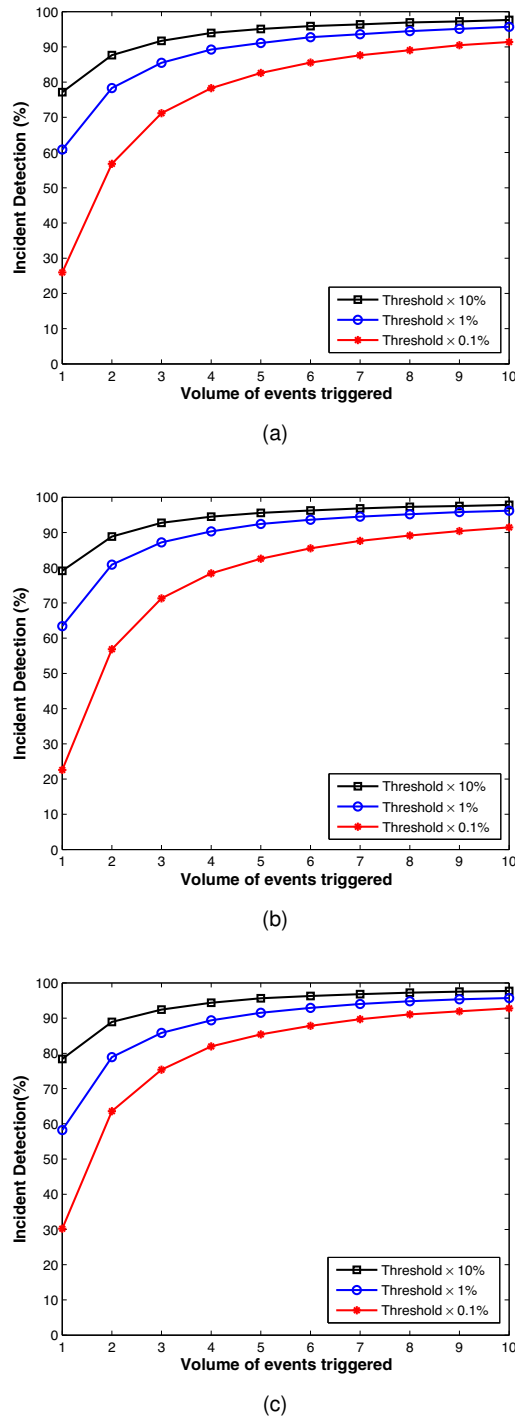 100
90
80
70
60
50
40
30
20
10
0
Incident Detection (%)
Threshold × 10%
Threshold × 1%
Threshold × 0.1%
1 2 3 4 5 6 7 8 9 10
Volume of events triggered
(a)
100
90
80
70
60
50
40
30
20
10
0
Incident Detection (%)
Threshold × 10%
Threshold × 1%
Threshold × 0.1%
1 2 3 4 5 6 7 8 9 10
Volume of events triggered
(b)
100
90
80
70
60
50
40
30
20
10
0
Incident Detection(%)
Threshold × 10%
Threshold × 1%
Threshold × 0.1%
1 2 3 4 5 6 7 8 9 10
Volume of events triggered
(c)